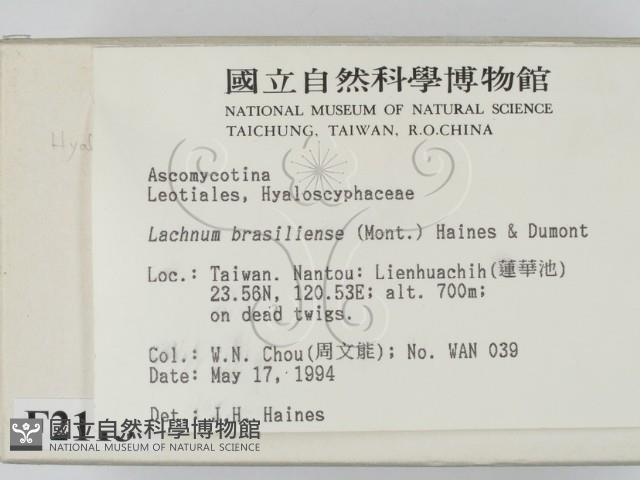 國立自然科學博物館
NATIONAL MUSEUM OF NATURAL SCIENCE
TAICHUNG, TAIWAN, R.O.CHINA
Ascomycotina
Leotiales, Hyaloscyphaceae
Lachnum brasiliense (Mont.) Haines & Dumont
Loc.: Taiwan. Nantou: Lienhuachih(蓮華池)
23.56N, 120.53E; alt. 700m;
on dead twigs.
Col.: W.N. Chou(周文能); No. WAN 039
Date: May 17, 1994
Det.: J.H. Haines
國立自然科學博物館
NATIONAL MUSEUM OF NATURAL SCIENCE